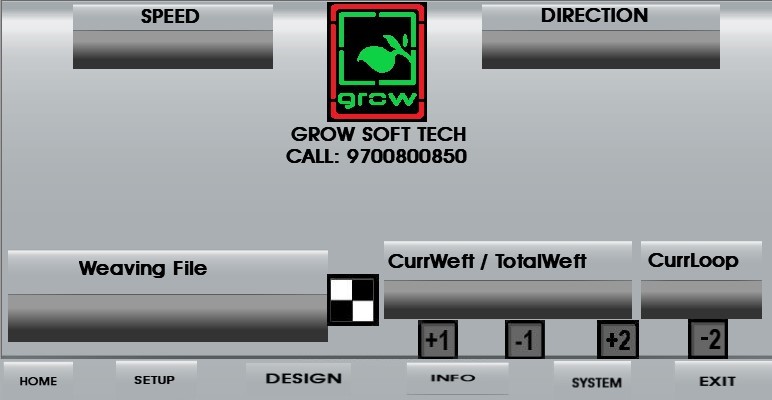 SPEED
DIRECTION
grow
GROW SOFT TECH
CALL: 9700800850
Weaving File
CurrWeft / TotalWeft
CurrLoop
+1
-1
+2
-2
HOME
SETUP
DESIGN
INFO
SYSTEM
EXIT